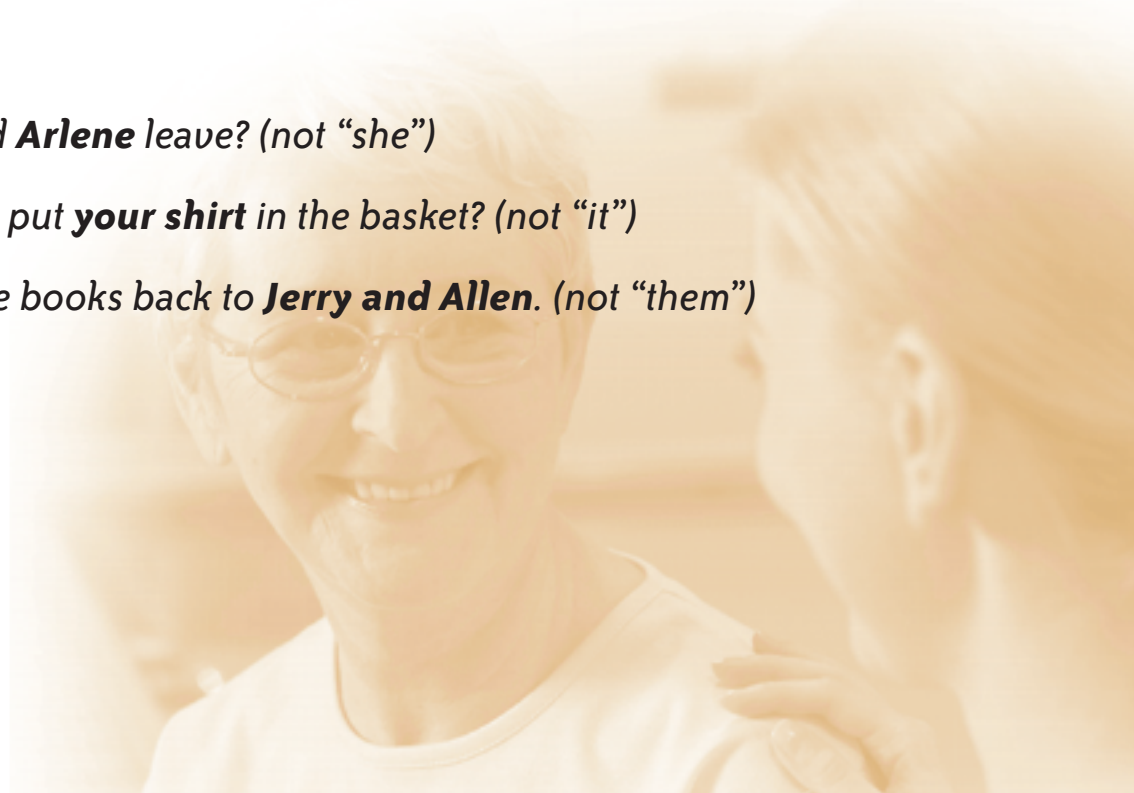 Arlene leave? (not “she”)
put your shirt in the basket? (not “it”)
books back to Jerry and Allen. (not “them”)